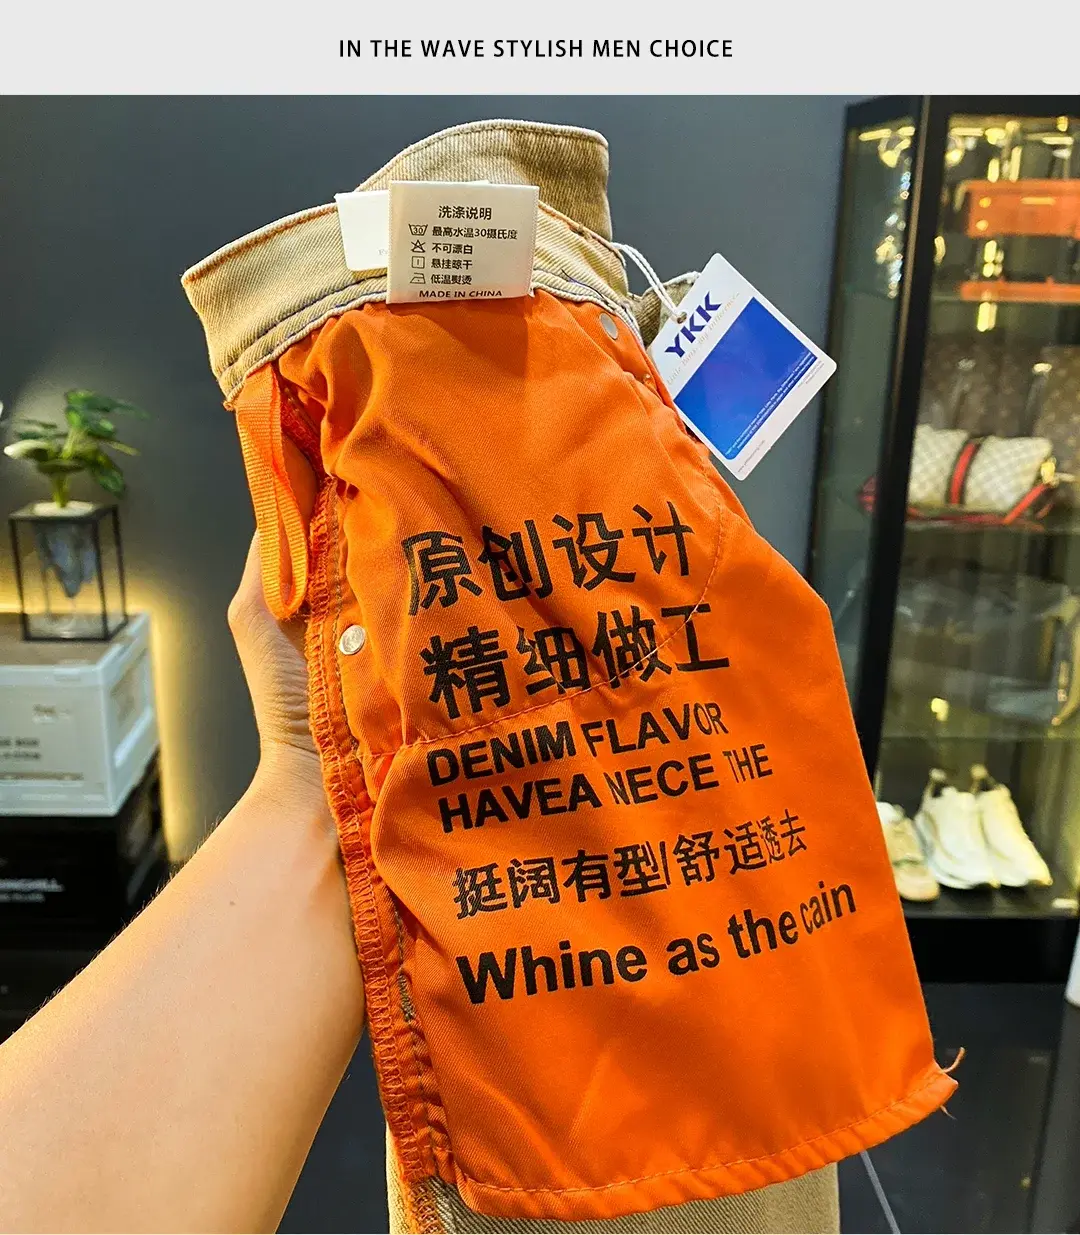 IN THE WAVE STYLISH MEN CHOICE
洗涤说明
30 最高水温30摄氏度
不可漂白
悬挂晾干
低温熨烫
MADE IN CHINA
YKK
原创设计
精细做工
DENIM FLAVOR
HAVEA NECE THE
挺阔有型/舒适透去
Whine as the cain